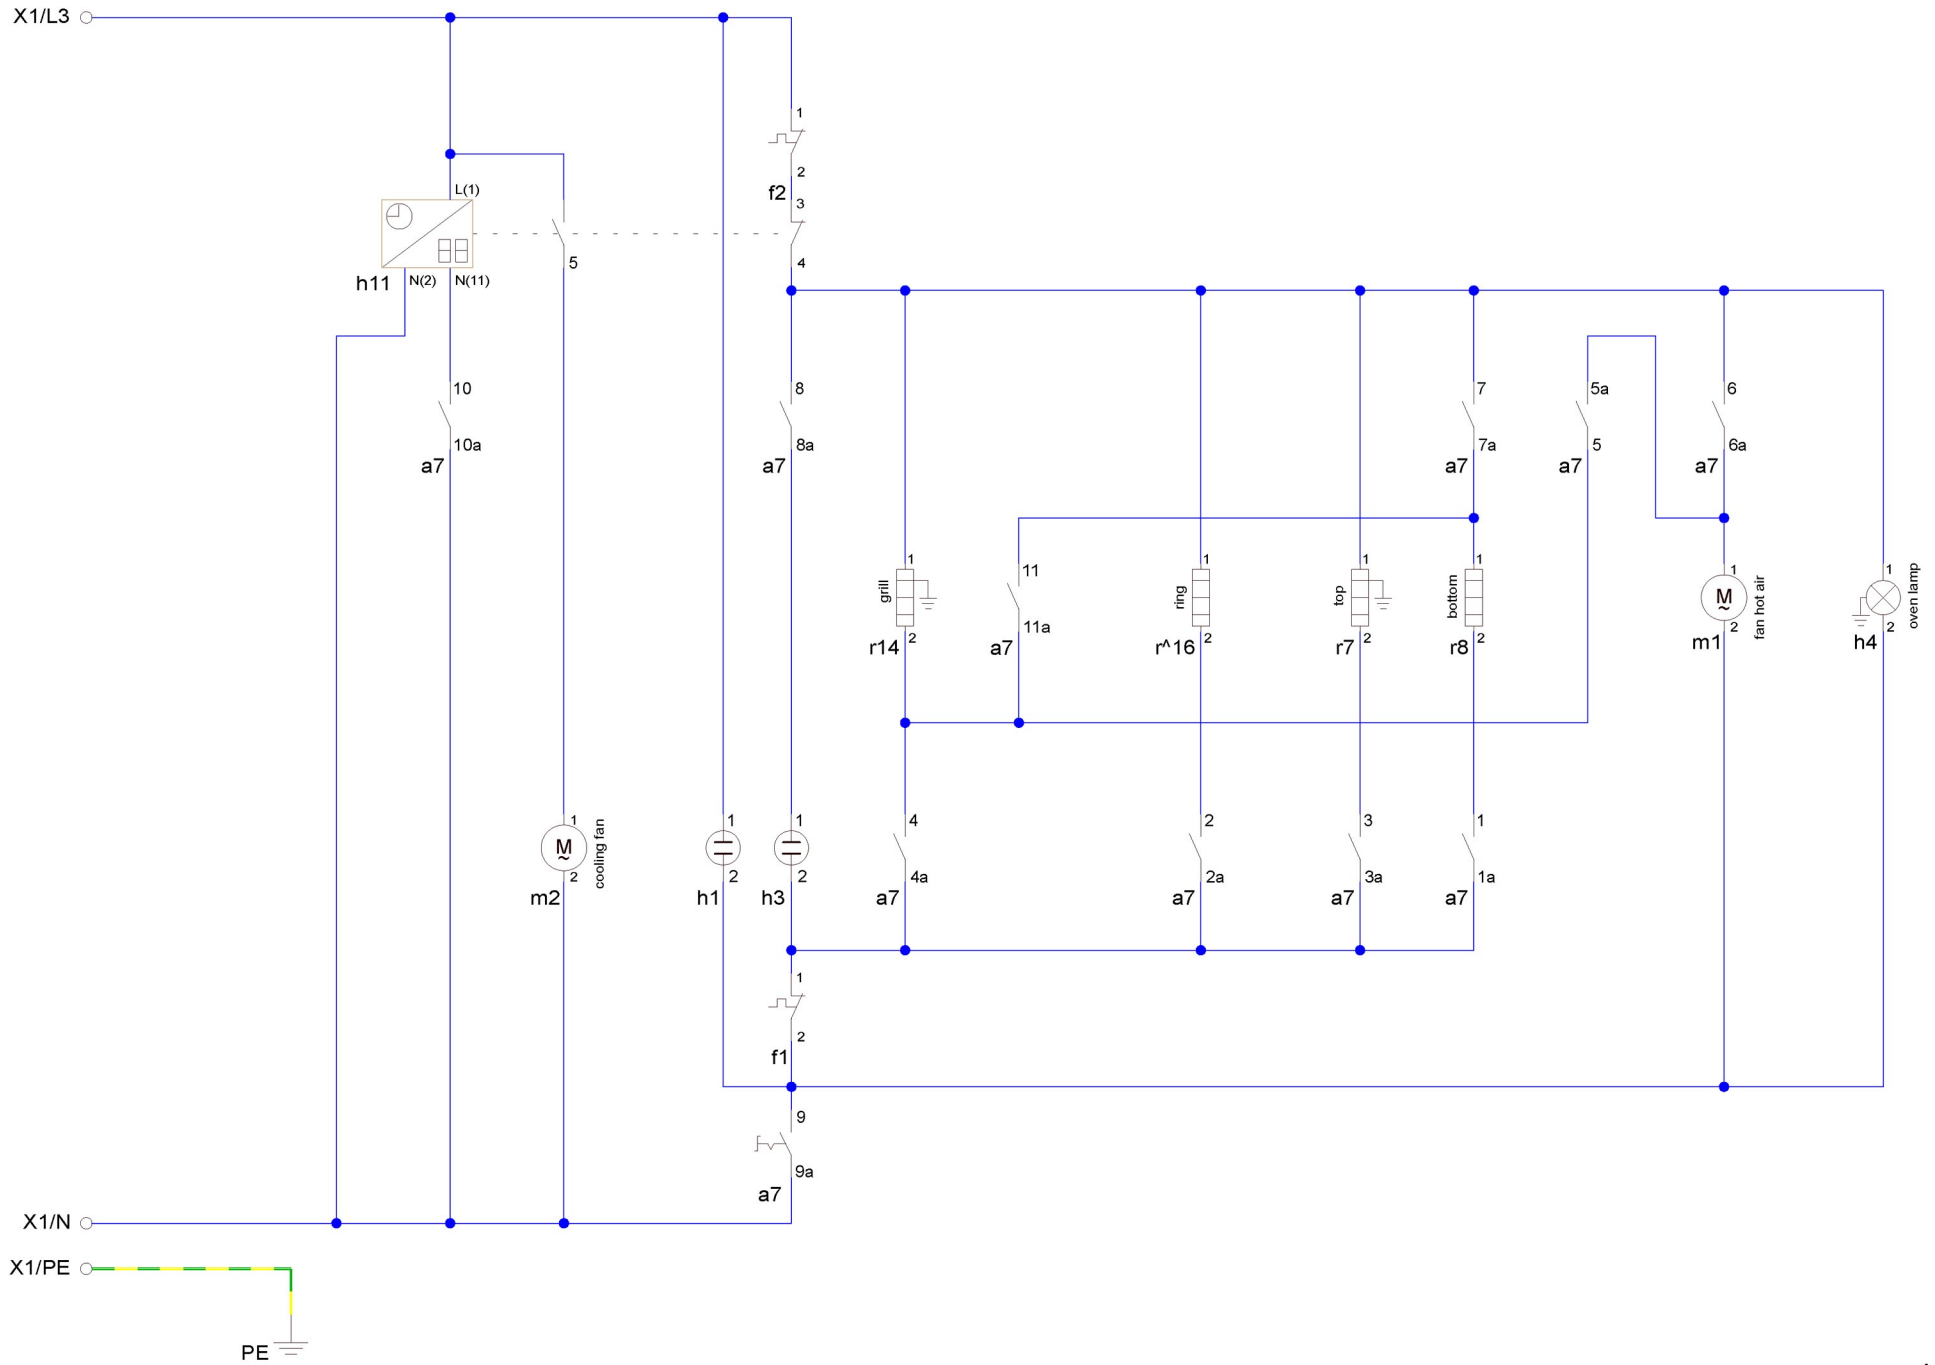 X1/L3
1
2
f2
L(1)
3
5
4
h11
N(2)
N(11)
10
8
7
5a
6
10a
8a
7a
5
6a
a7
a7
a7
a7
a7
1
11
1
1
1
1
1
grill
ring
top
bottom
fan hot air
oven lamp
M
~
11a
2
2
2
2
2
2
r14
a7
r^16
r7
r8
m1
h4
1
1
1
4
2
3
1
M
~
cooling fan
2
2
2
4a
2a
3a
1a
m2
h1
h3
a7
a7
a7
a7
1
2
f1
9
9a
a7
X1/N
X1/PE
PE